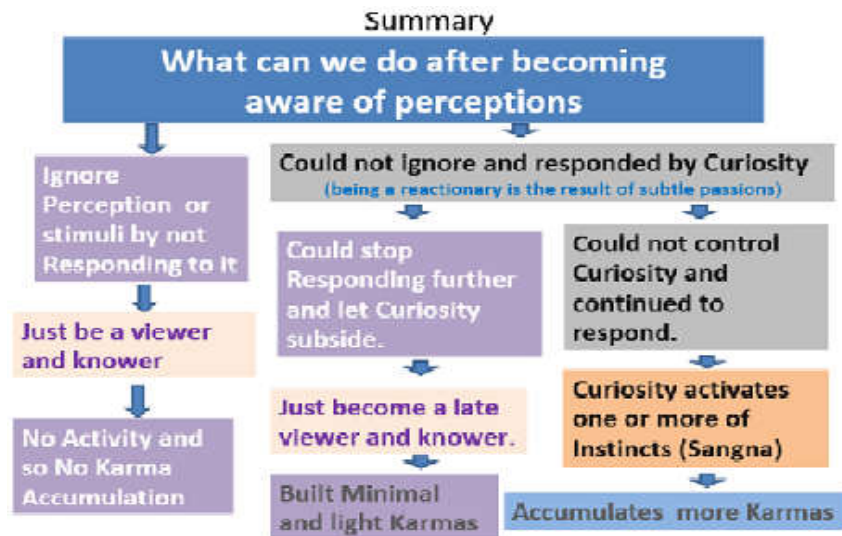 Summary
What can we do after becoming
aware of perceptions
Ignore
Perception or
stimuli by not
Responding to it
Just be a viewer
and knower
No Activity and
so No Karma
Accumulation
Could not ignore and responded by Curiosity
(being a reactionary is the result of subtle passions)
Could stop
Responding further
and let Curiosity
subside.
Just become a late
viewer and knower.
Built Minimal
and light Karmas
Could not control
Curiosity and
continued to
respond.
Curiosity activates
one or more of
Instincts (Sangna)
Accumulates more Karmas